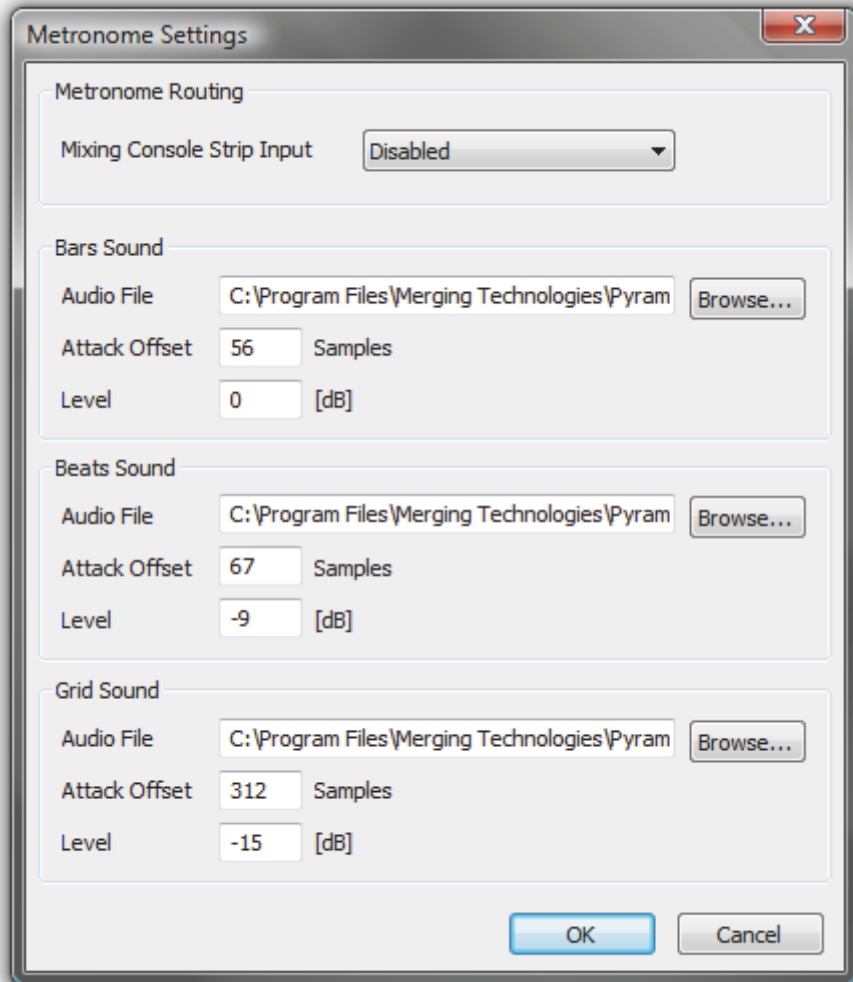 Metronome Settings
Metronome Routing
Mixing Console Strip Input Disabled
Bars Sound
Audio File C:\Program Files\Merging Technologies\Pyram Browse...
Attack Offset 56 Samples
Level 0 [dB]
Beats Sound
Audio File C:\Program Files\Merging Technologies\Pyram Browse...
Attack Offset 67 Samples
Level -9 [dB]
Grid Sound
Audio File C:\Program Files\Merging Technologies\Pyram Browse...
Attack Offset 312 Samples
Level -15 [dB]
OK Cancel